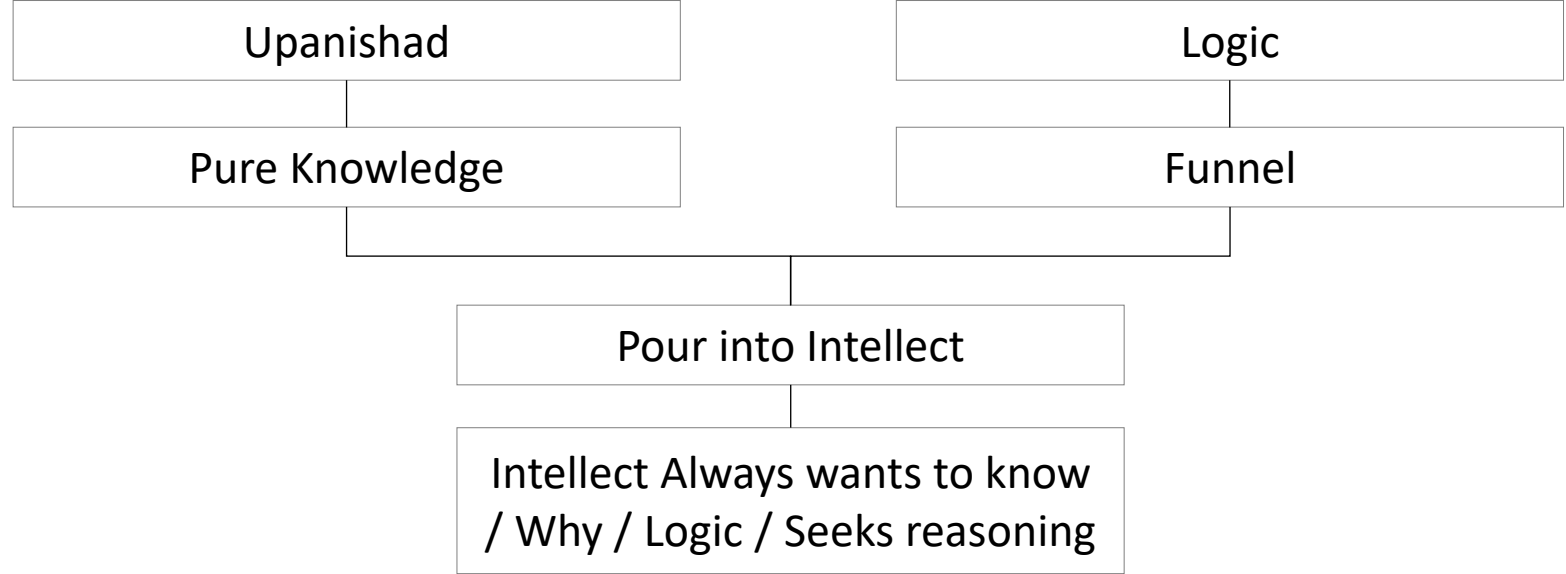 Upanishad
Logic
Pure Knowledge
Funnel
Pour into Intellect
Intellect Always wants to know
/ Why / Logic / Seeks reasoning